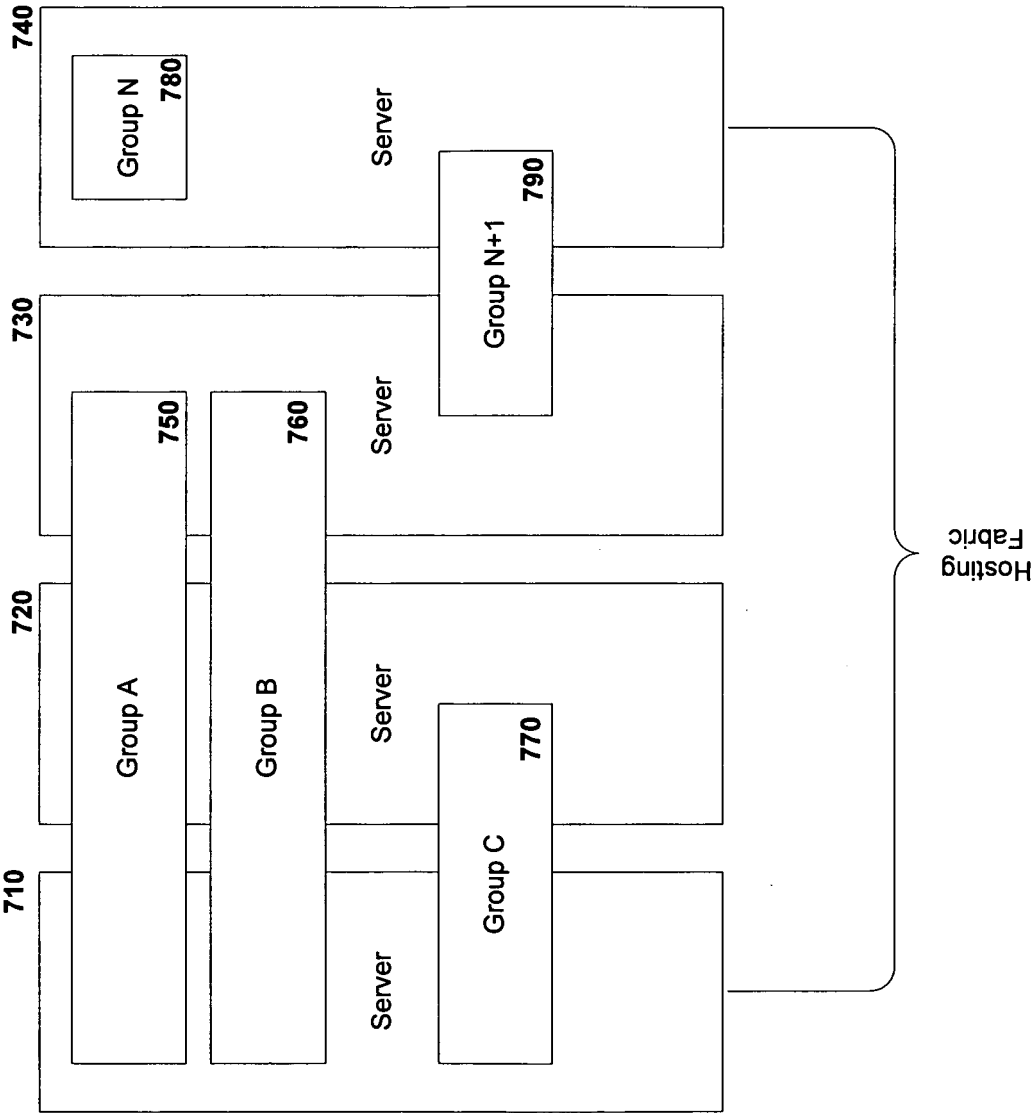 710
720
730
740
Group A
750
Group N
780
Group B
760
Server
Server
Server
Server
Group C
770
Group N+1
790
Hosting
Fabric